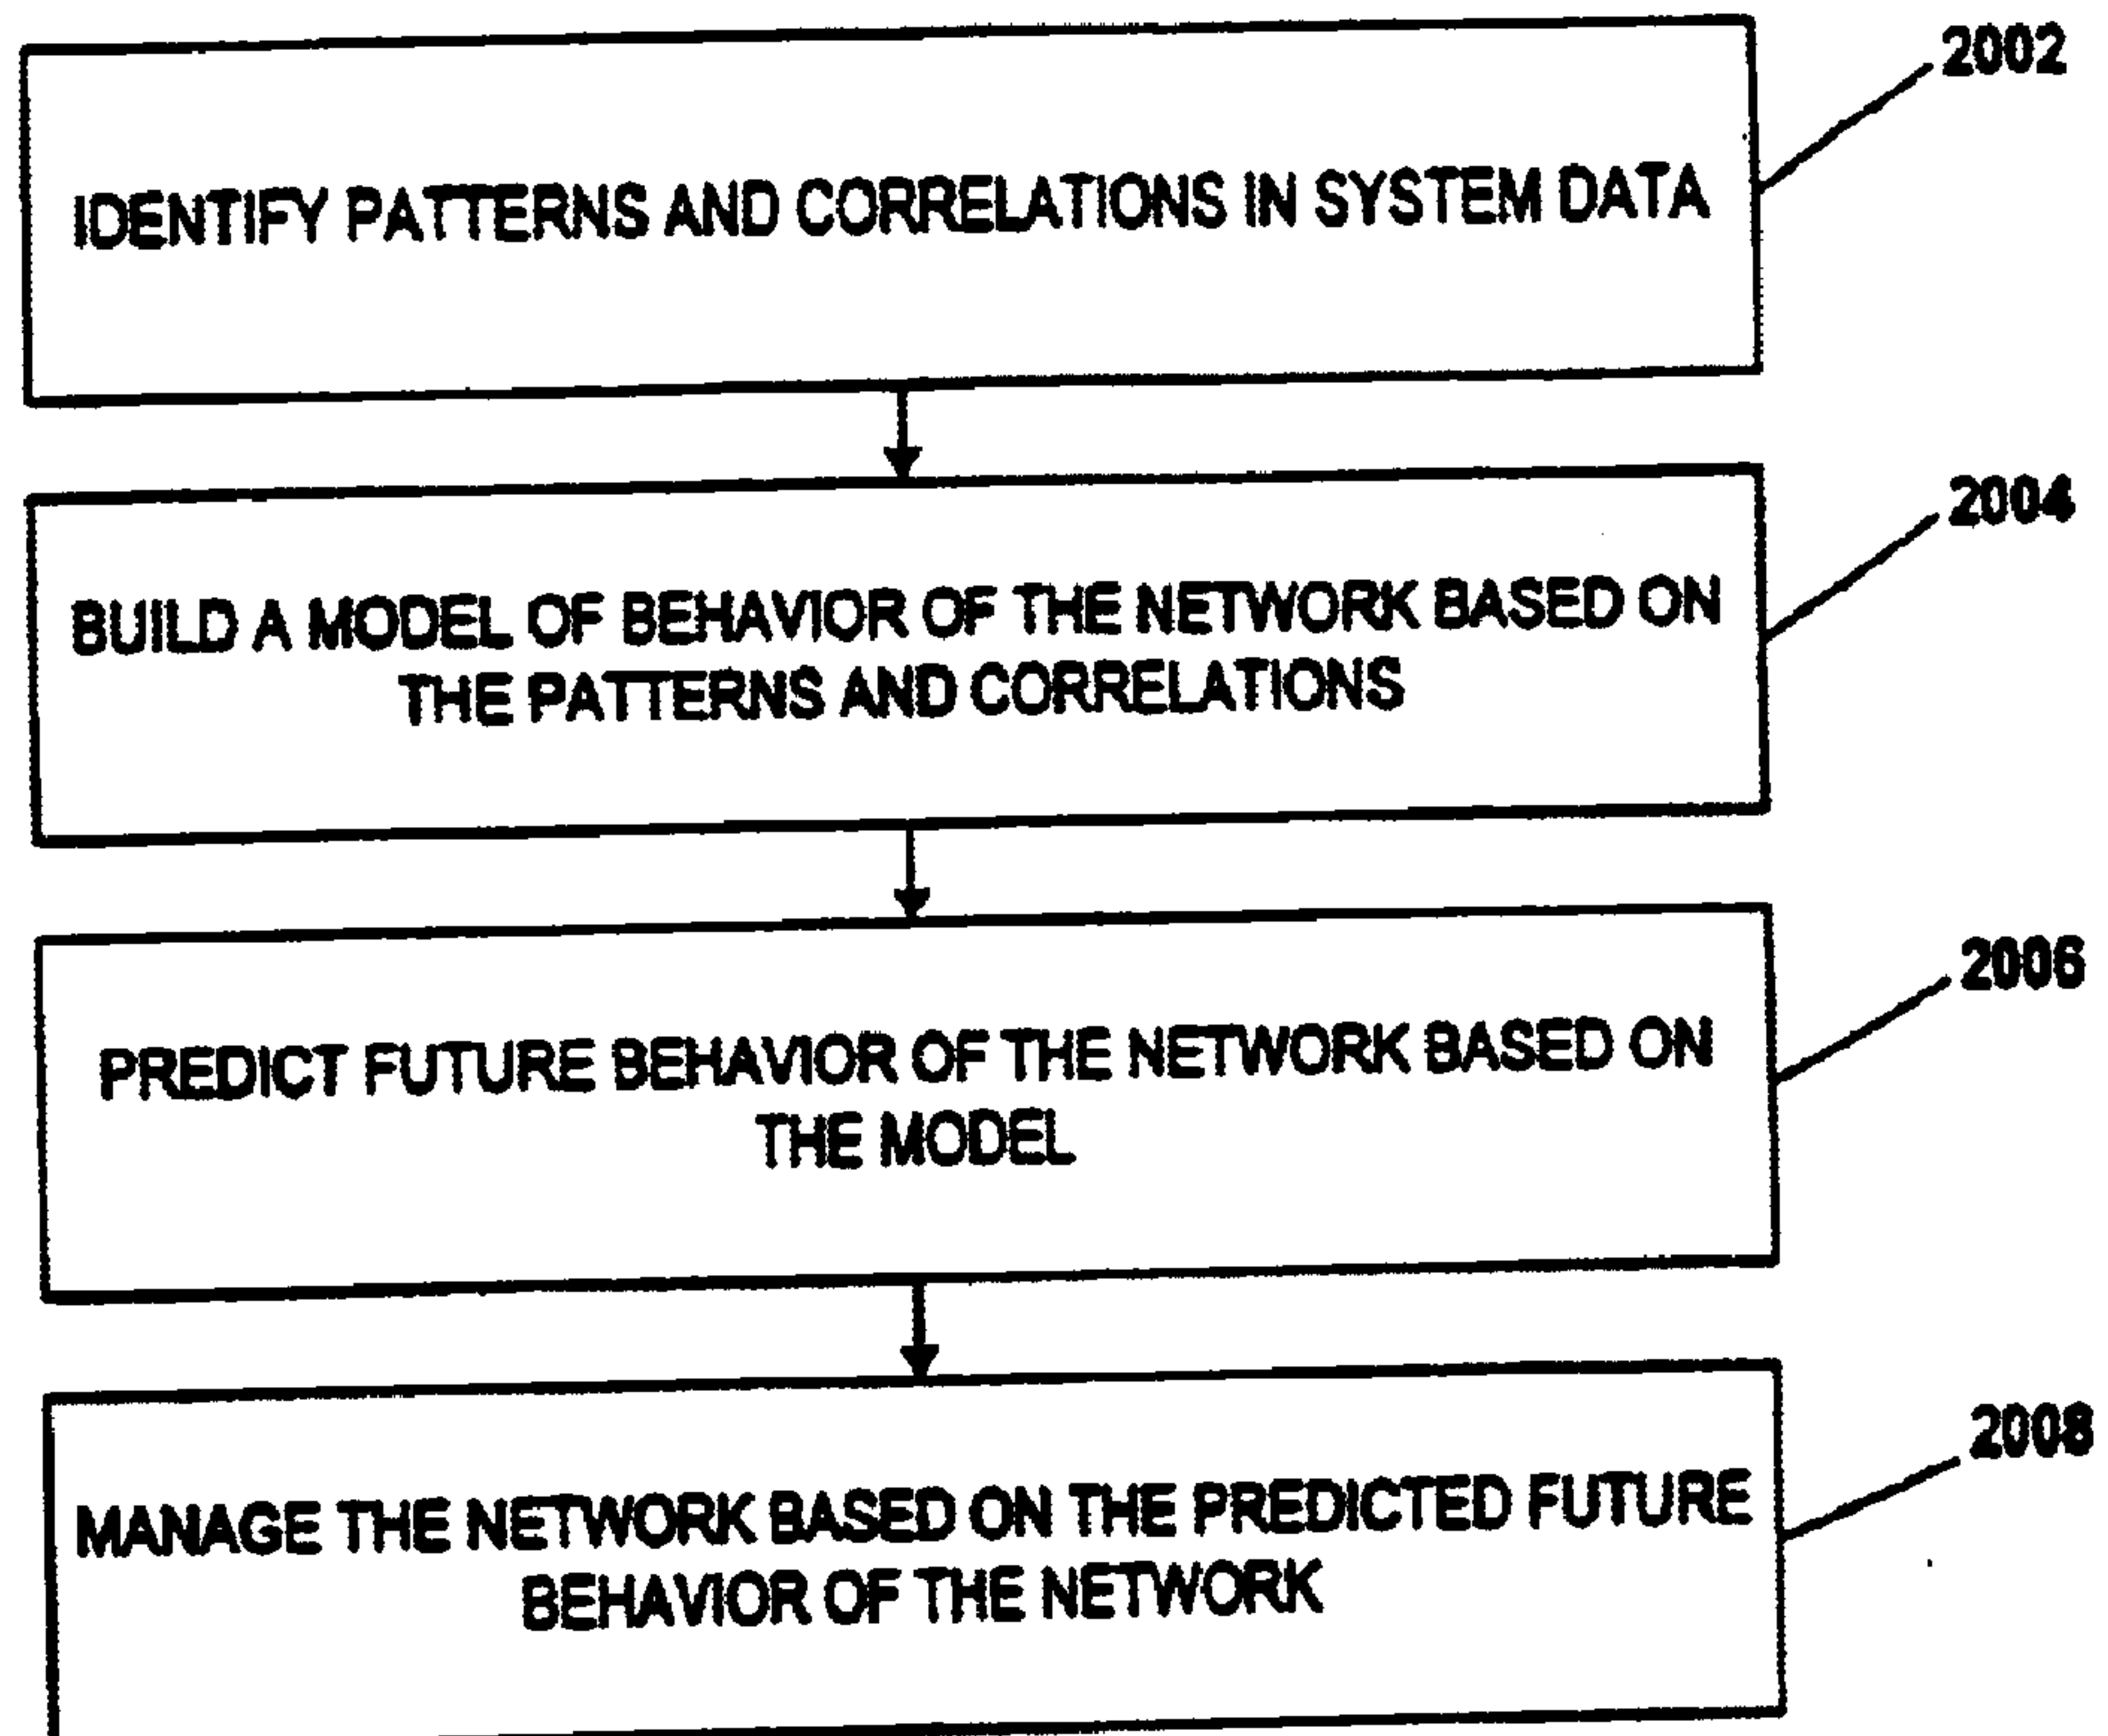 2002
IDENTIFY PATTERNS AND CORRELATIONS IN SYSTEM DATA
2004
BUILD A MODEL OF BEHAVIOR OF THE NETWORK BASED ON
THE PATTERNS AND CORRELATIONS
2006
PREDICT FUTURE BEHAVIOR OF THE NETWORK BASED ON
THE MODEL
2008
MANAGE THE NETWORK BASED ON THE PREDICTED FUTURE
BEHAVIOR OF THE NETWORK